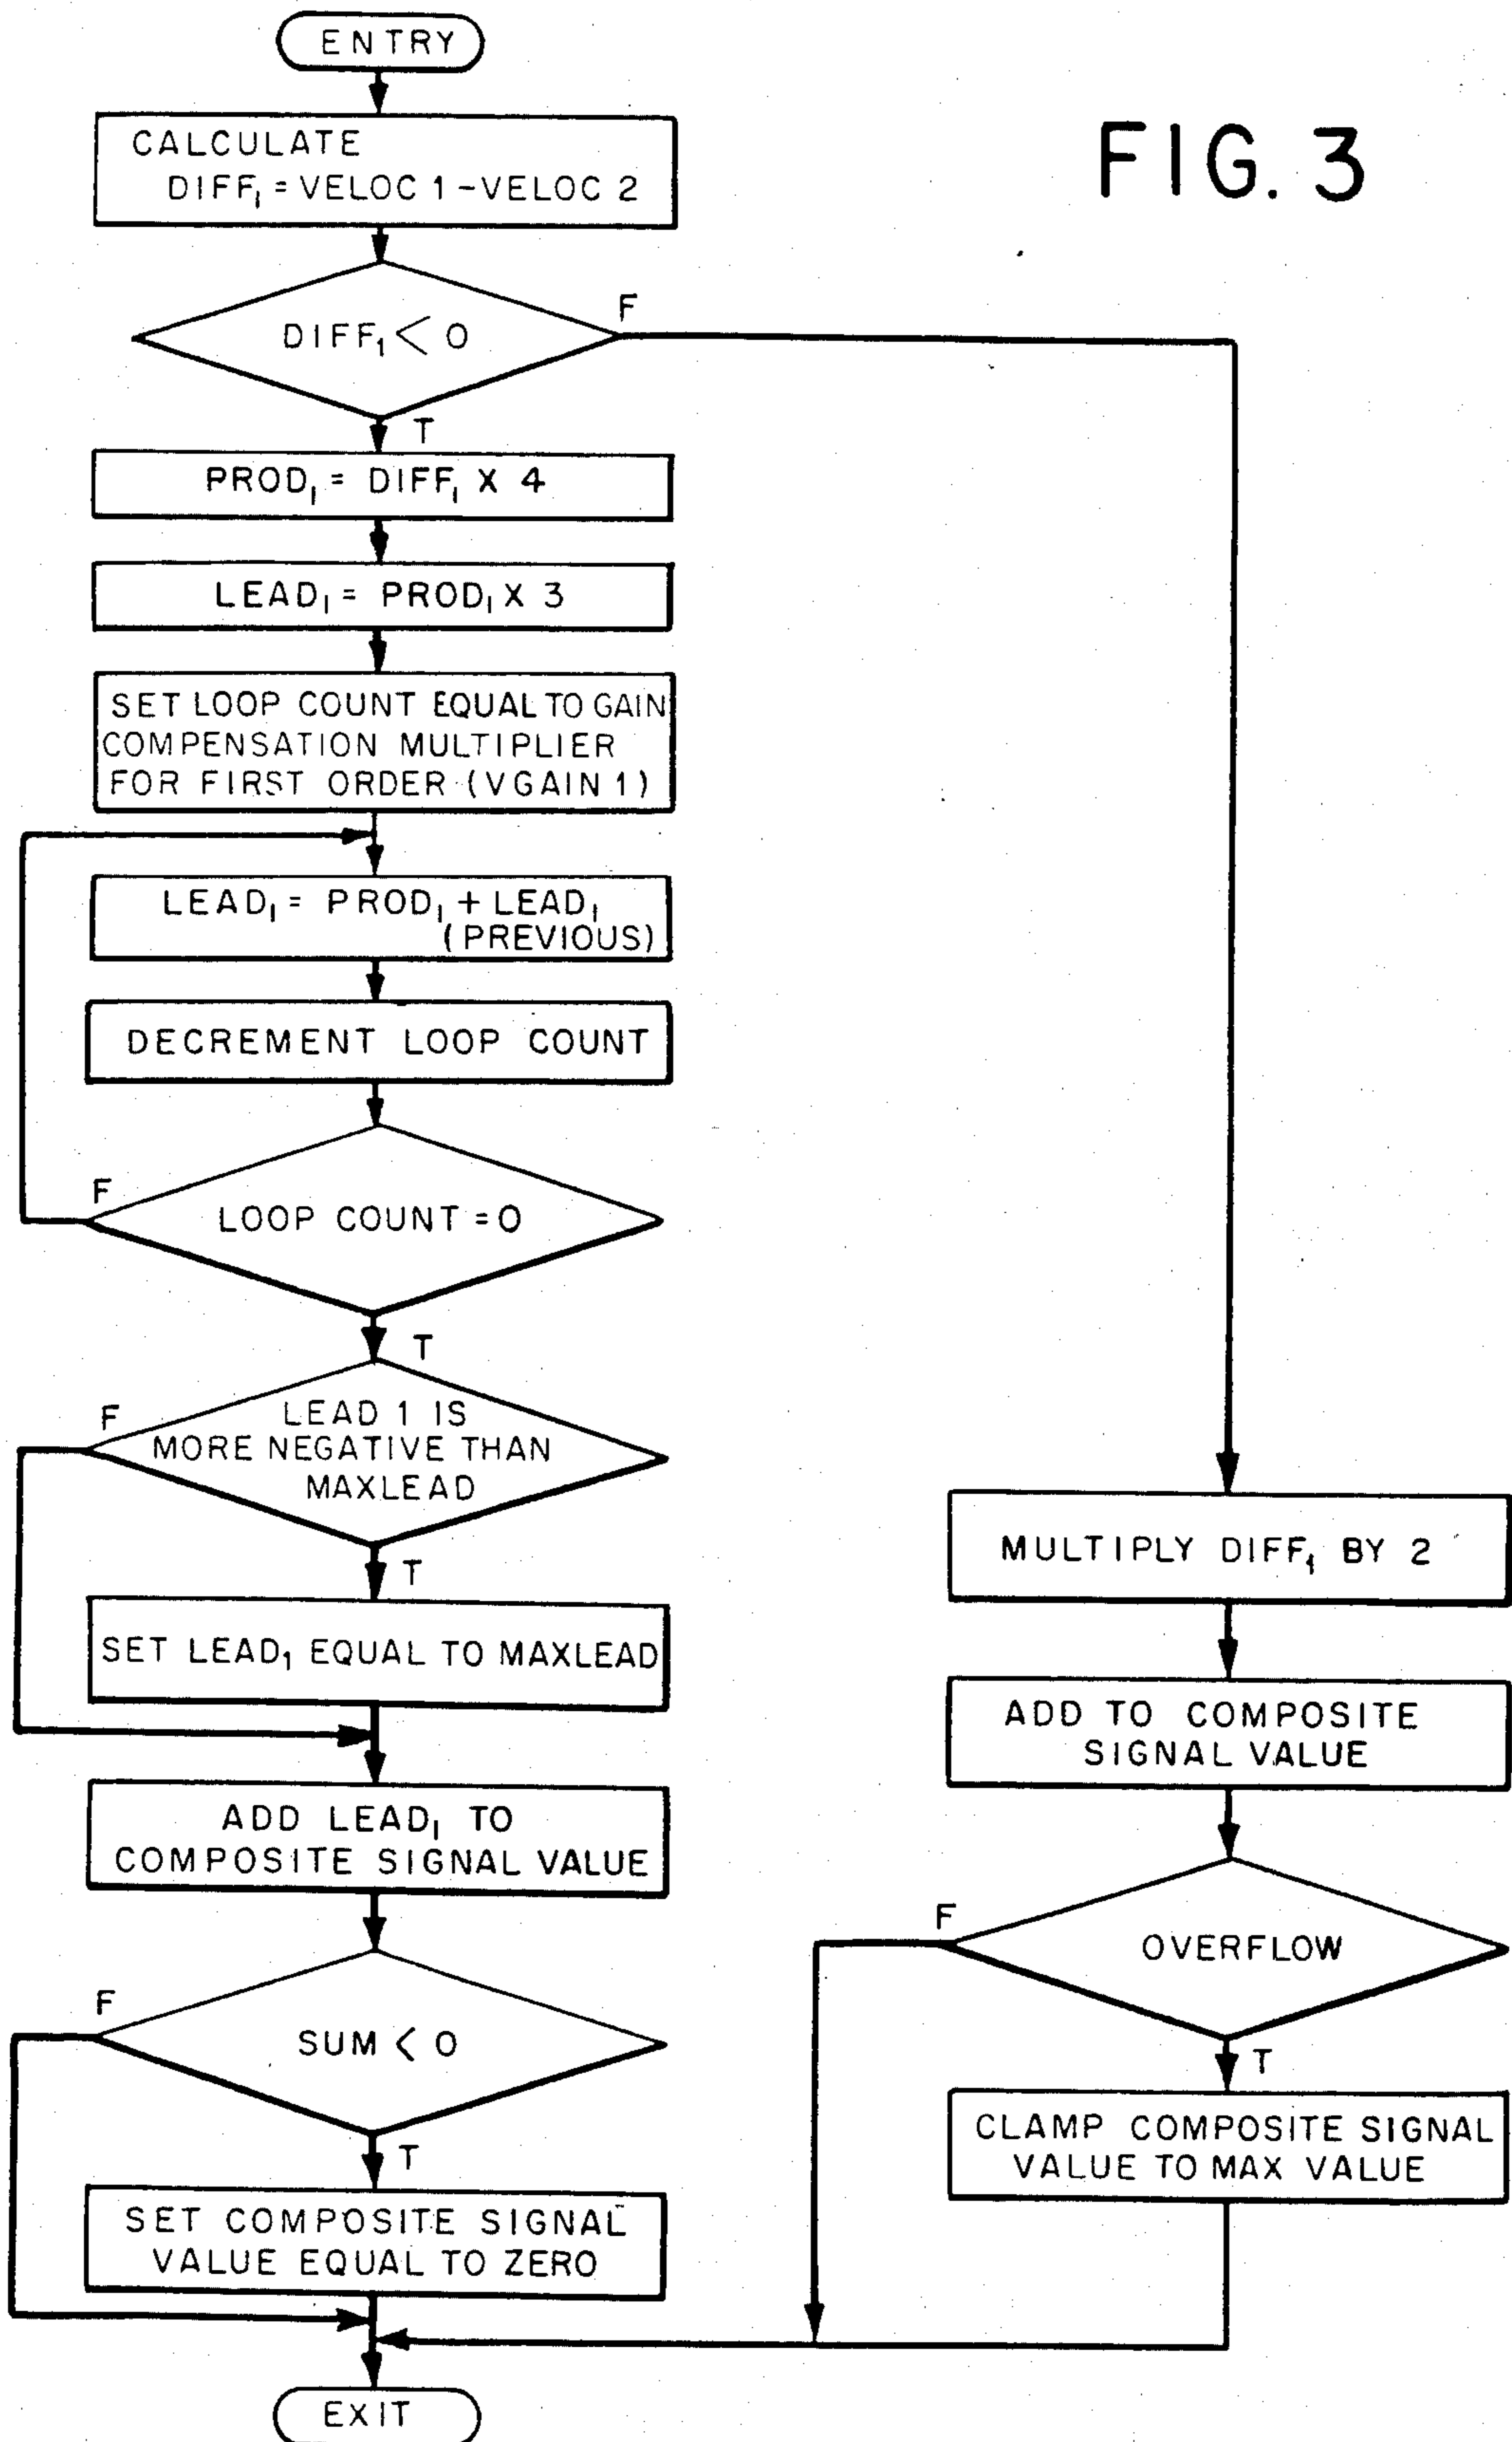 ENTRY
FIG. 3
CALCULATE
DIFF₁ = VELOC 1 - VELOC 2
DIFF₁ < 0
F
T
PROD₁ = DIFF₁ X 4
LEAD₁ = PROD₁ X 3
SET LOOP COUNT EQUAL TO GAIN
COMPENSATION MULTIPLIER
FOR FIRST ORDER (VGAIN 1)
LEAD₁ = PROD₁ + LEAD₁
(PREVIOUS)
DECREMENT LOOP COUNT
F
LOOP COUNT = 0
T
F
LEAD 1 IS
MORE NEGATIVE THAN
MAXLEAD
T
SET LEAD₁ EQUAL TO MAXLEAD
ADD LEAD₁ TO
COMPOSITE SIGNAL VALUE
F
SUM < 0
T
SET COMPOSITE SIGNAL
VALUE EQUAL TO ZERO
MULTIPLY DIFF₁ BY 2
ADD TO COMPOSITE
SIGNAL VALUE
F
OVERFLOW
T
CLAMP COMPOSITE SIGNAL
VALUE TO MAX VALUE
EXIT